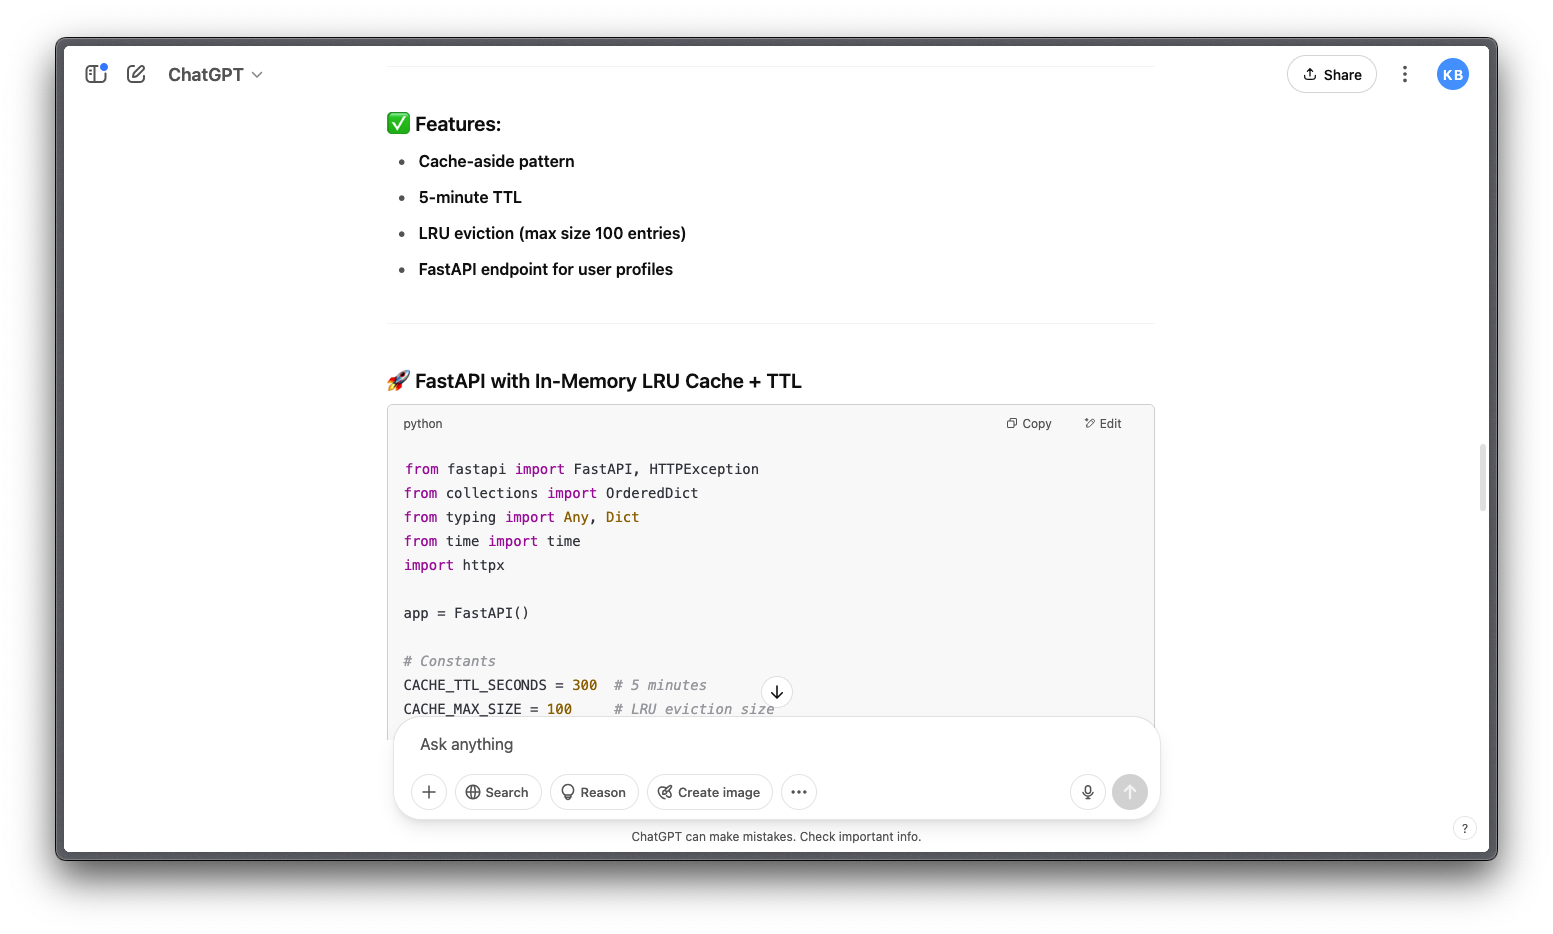 ChatGPT
Share
KB
✅ Features:
• Cache-aside pattern
• 5-minute TTL
• LRU eviction (max size 100 entries)
• FastAPI endpoint for user profiles
🚀 FastAPI with In-Memory LRU Cache + TTL
python Copy Edit
from fastapi import FastAPI, HTTPException
from collections import OrderedDict
from typing import Any, Dict
from time import time
import httpx
app = FastAPI()
# Constants
CACHE_TTL_SECONDS = 300  # 5 minutes
CACHE_MAX_SIZE = 100     # LRU eviction size
Ask anything
Search Reason Create image
ChatGPT can make mistakes. Check important info.
?